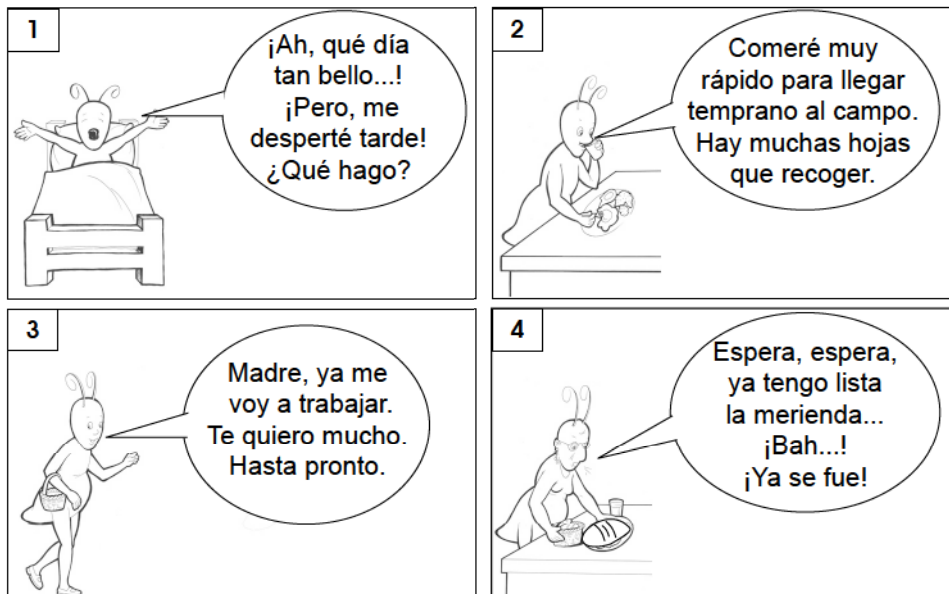 1
¡Ah, qué día
tan bello...!
¡Pero, me
desperté tarde!
¿Qué hago?
2
Comeré muy
rápido para llegar
temprano al campo.
Hay muchas hojas
que recoger.
3
Madre, ya me
voy a trabajar.
Te quiero mucho.
Hasta pronto.
4
Espera, espera,
ya tengo lista
la merienda...
¡Bah...!
¡Ya se fue!